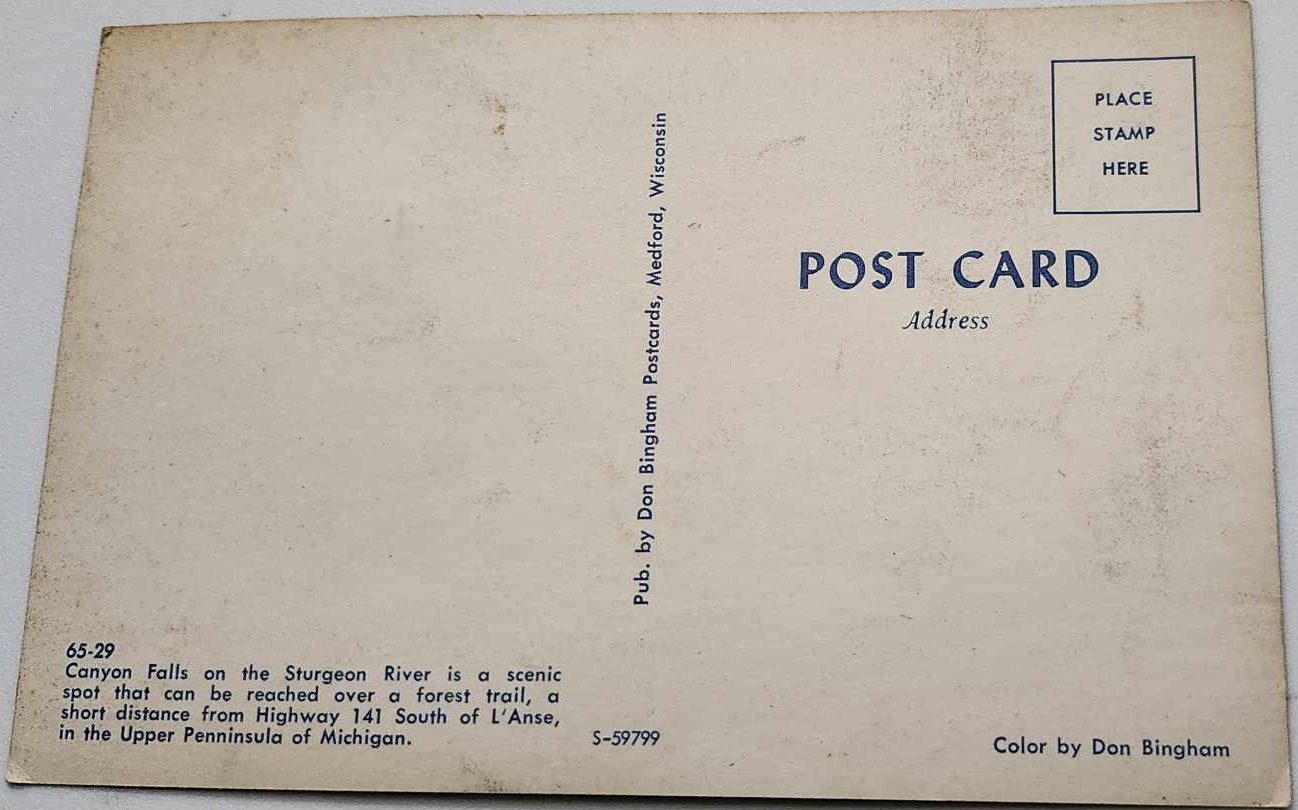 PLACE
STAMP
HERE
POST CARD
Address
Pub. by Don Bingham Postcards, Medford, Wisconsin
65-29
Canyon Falls on the Sturgeon River is a scenic
spot that can be reached over a forest trail, a
short distance from Highway 141 South of L'Anse,
in the Upper Penninsula of Michigan.
S-59799
Color by Don Bingham